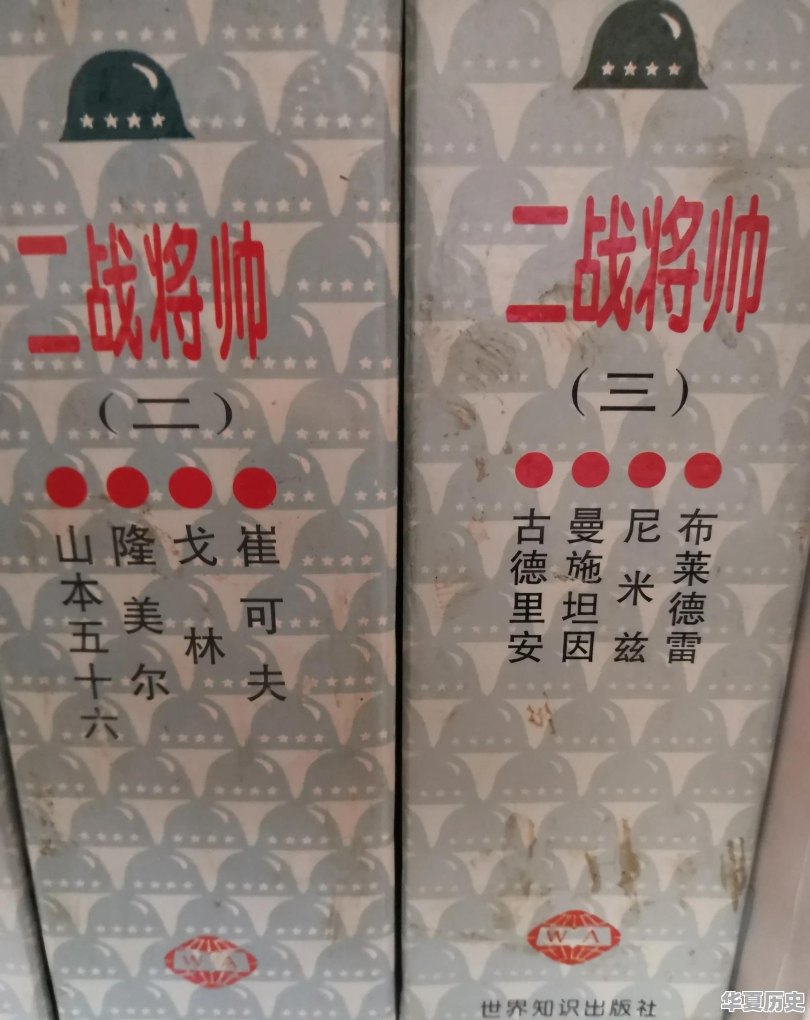 二战将帅
（二）
崔可夫
戈林
隆美尔
山本五十六
WA
二战将帅
（三）
布莱德雷
尼米兹
曼施坦因
古德里安
WA
世界知识出版社
华夏历史